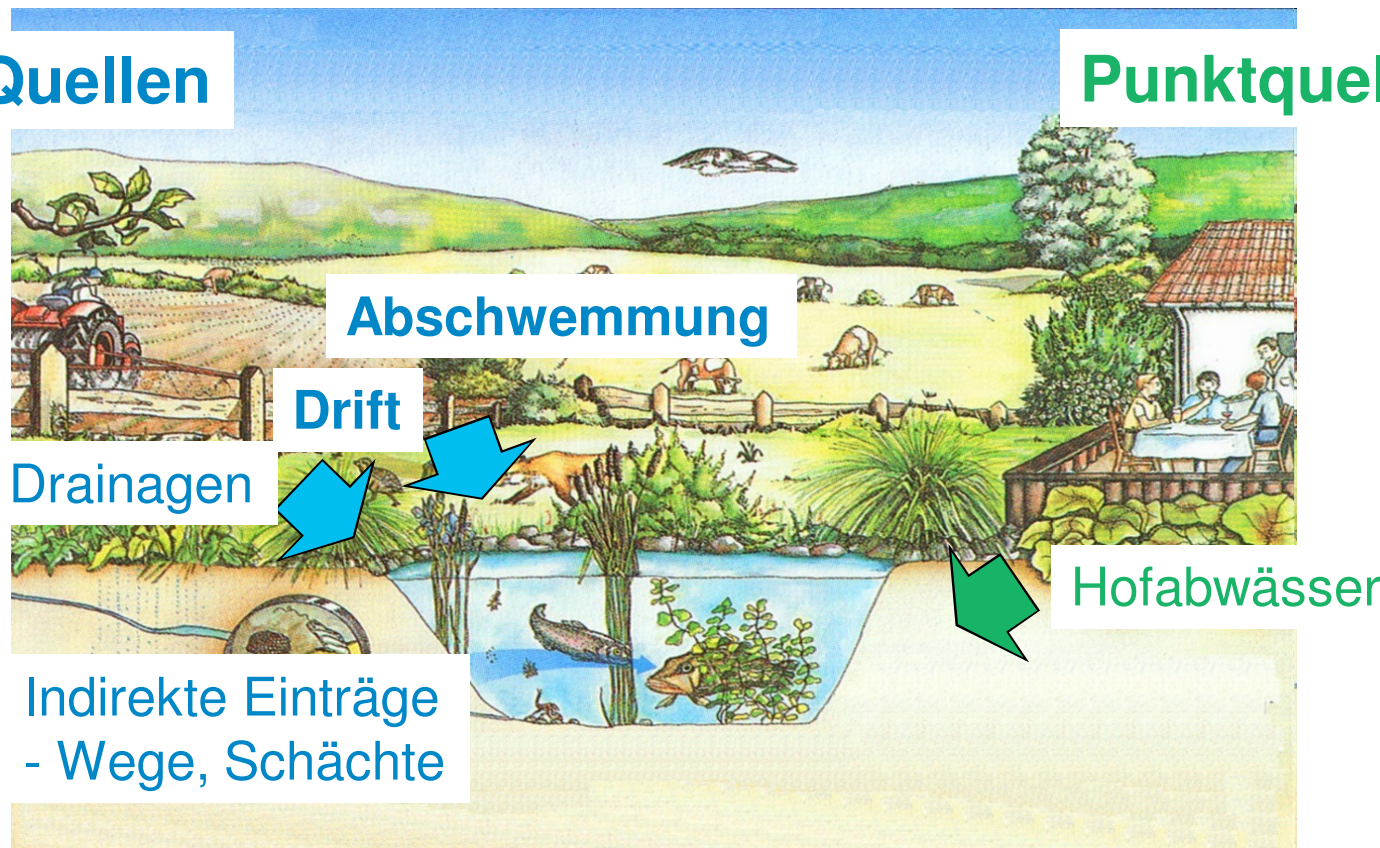 Quellen
Punktquel
Abschwemmung
Drift
Drainagen
Hofabwässer
Indirekte Einträge
- Wege, Schächte